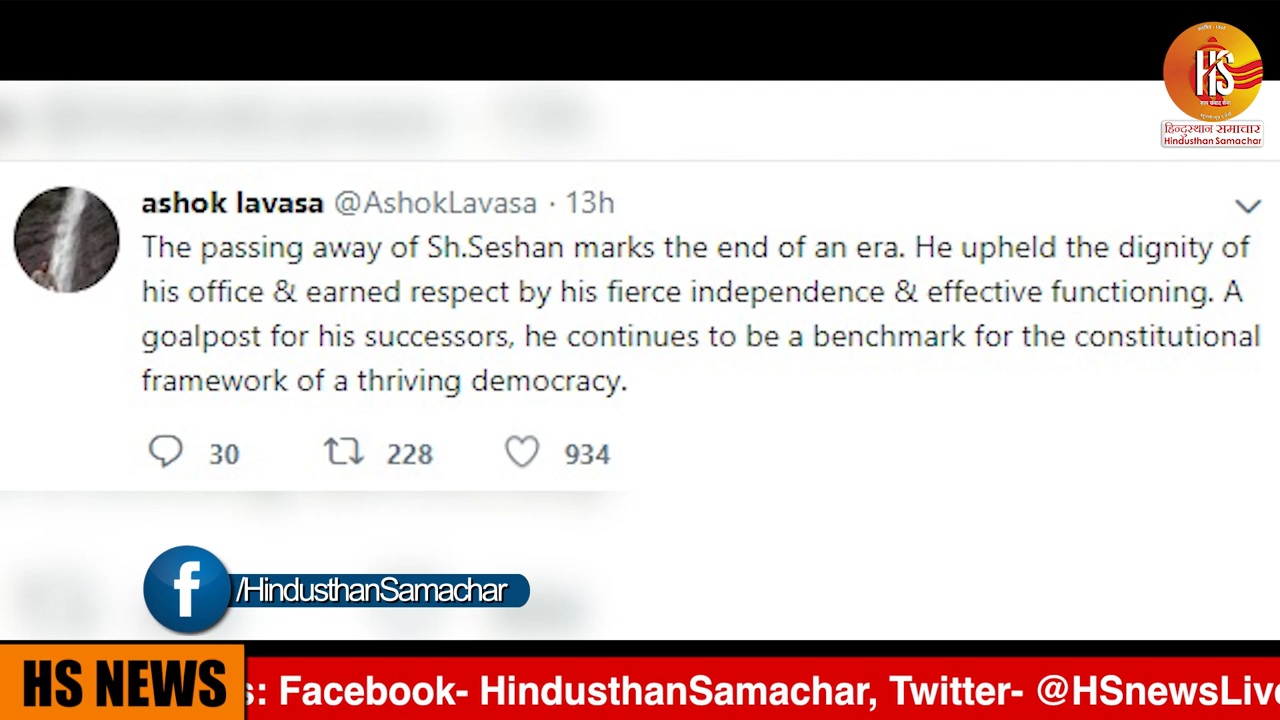 HS
हिन्दुस्थान समाचार
Hindusthan Samachar
ashok lavasa @AshokLavasa · 13h
The passing away of Sh.Seshan marks the end of an era. He upheld the dignity of
his office & earned respect by his fierce independence & effective functioning. A
goalpost for his successors, he continues to be a benchmark for the constitutional
framework of a thriving democracy.
30 228 934
f /HindusthanSamachar
HS NEWS s: Facebook- HindusthanSamachar, Twitter- @HSnewsLive